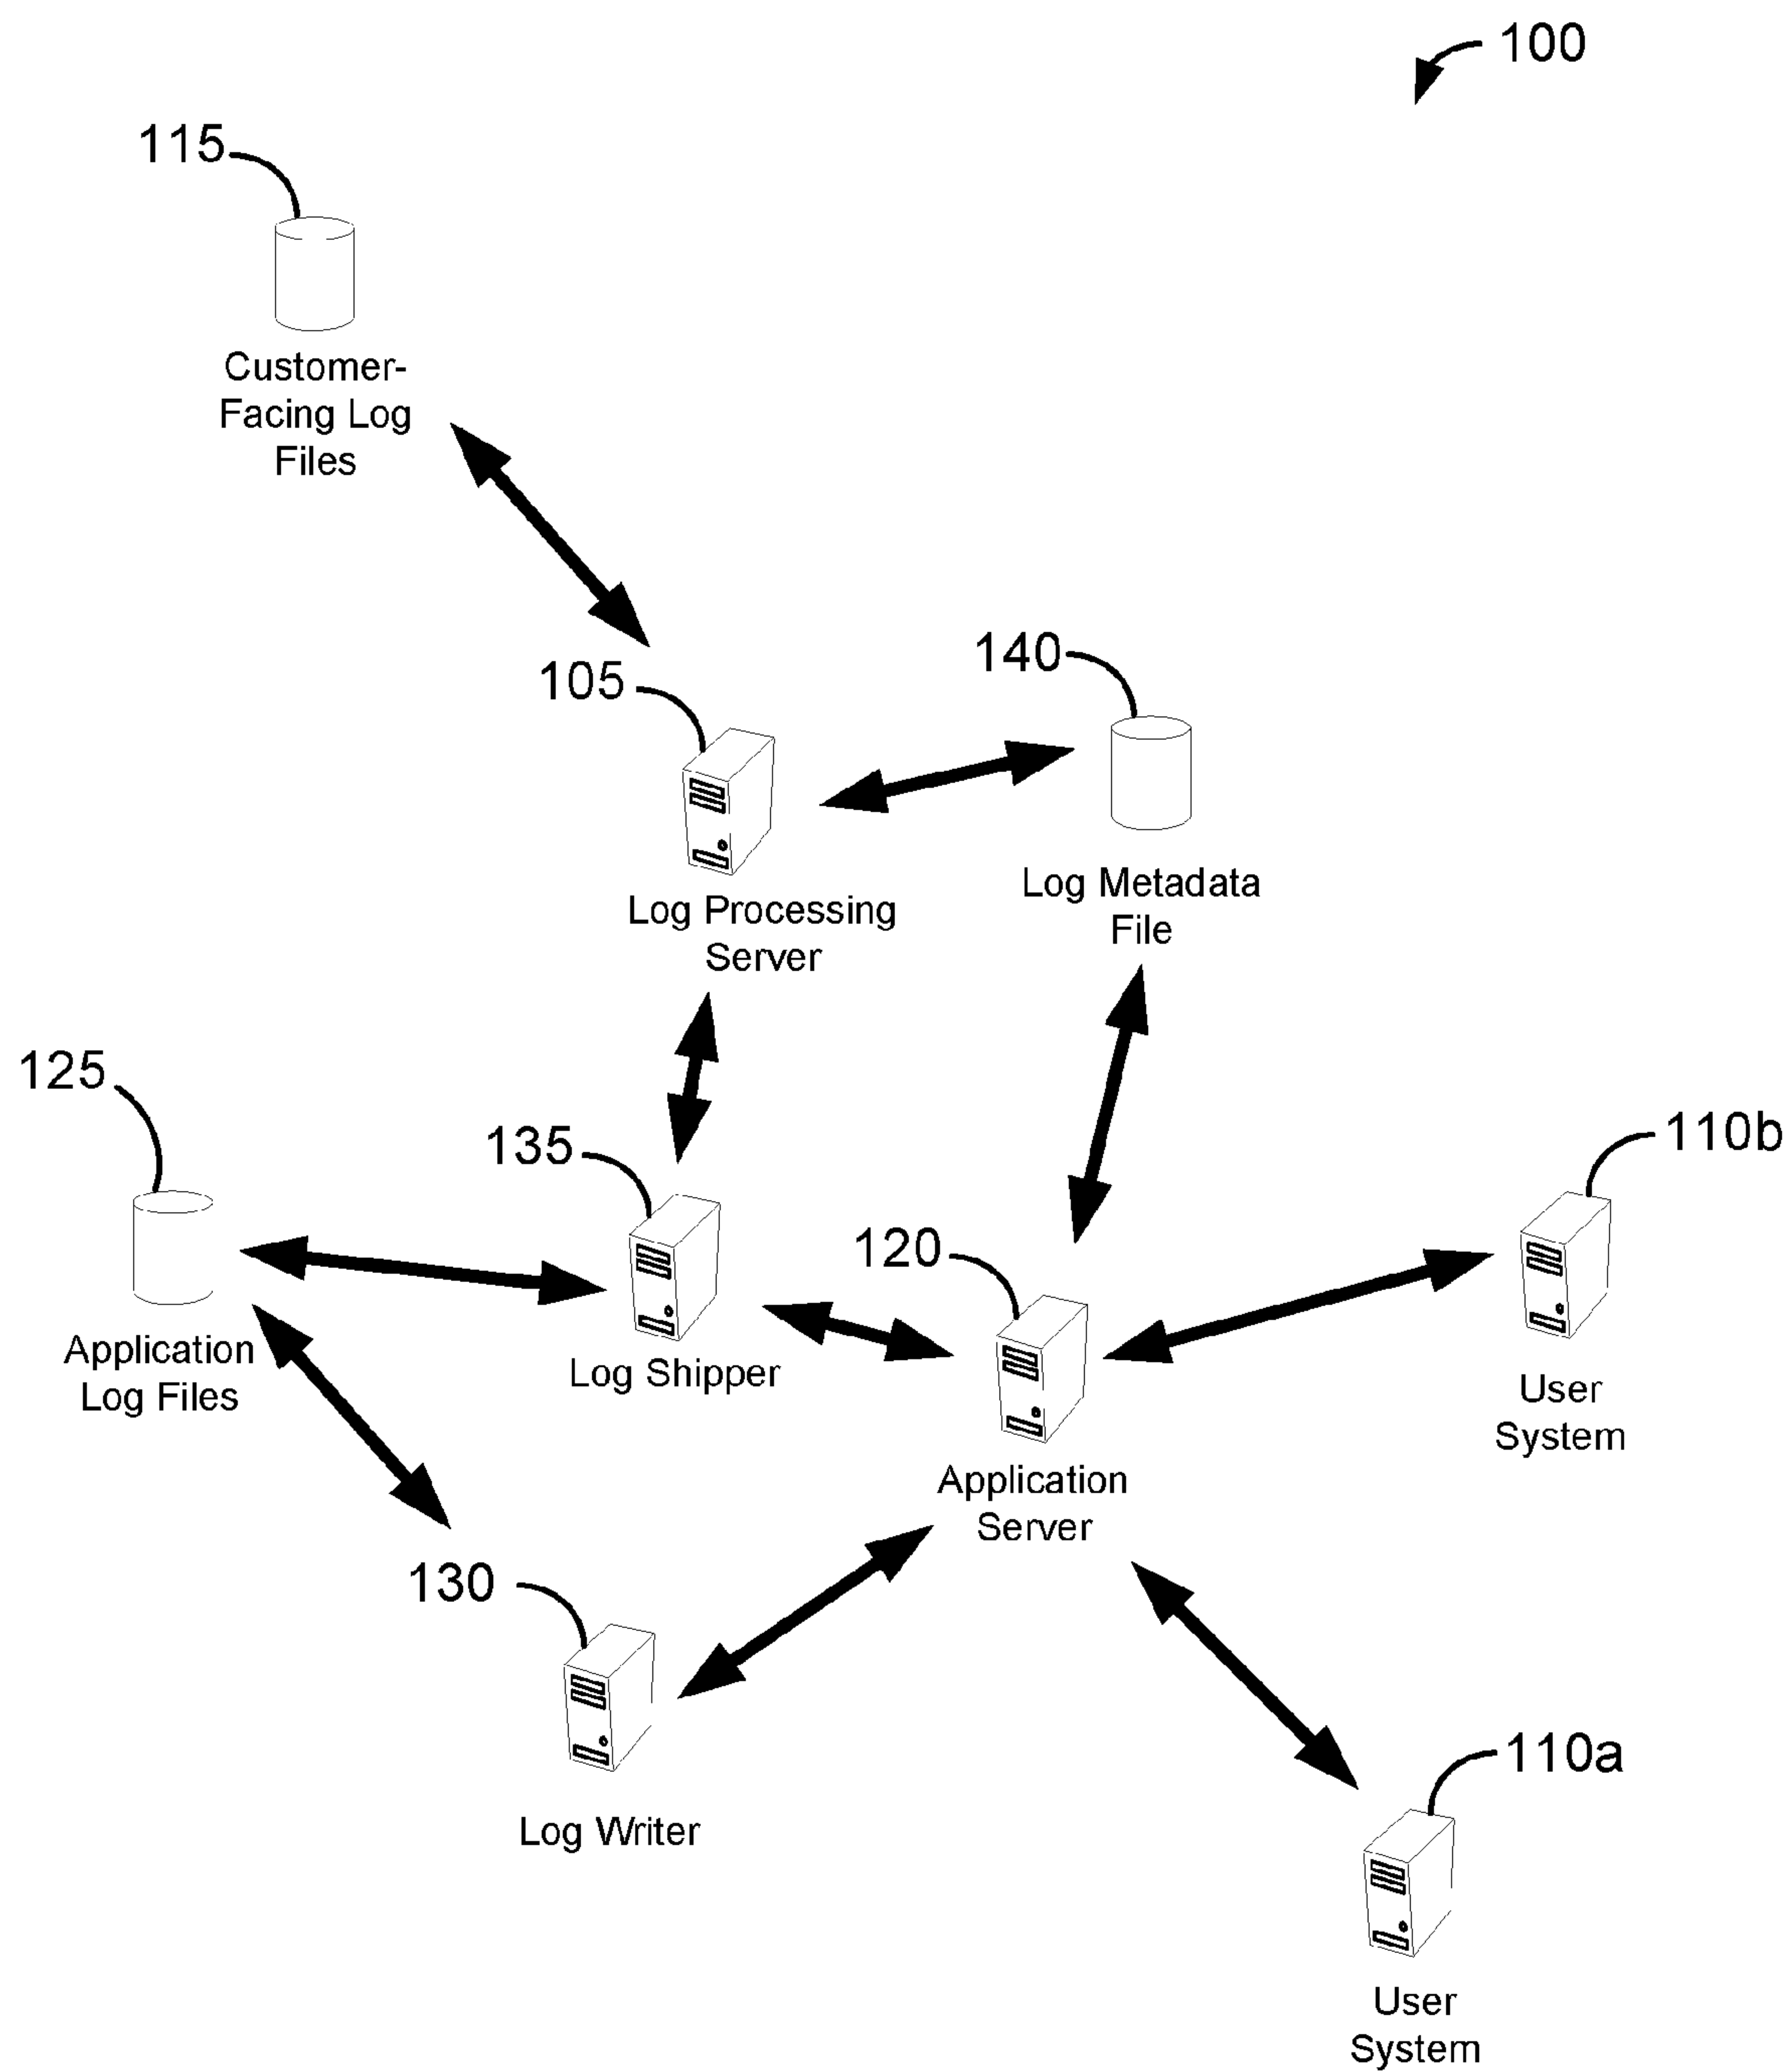 100
115
Customer-
Facing Log
Files
140
105
Log Metadata
File
Log Processing
Server
125
110b
135
120
Application
Log Files
Log Shipper
User
System
Application
Server
130
110a
Log Writer
User
System